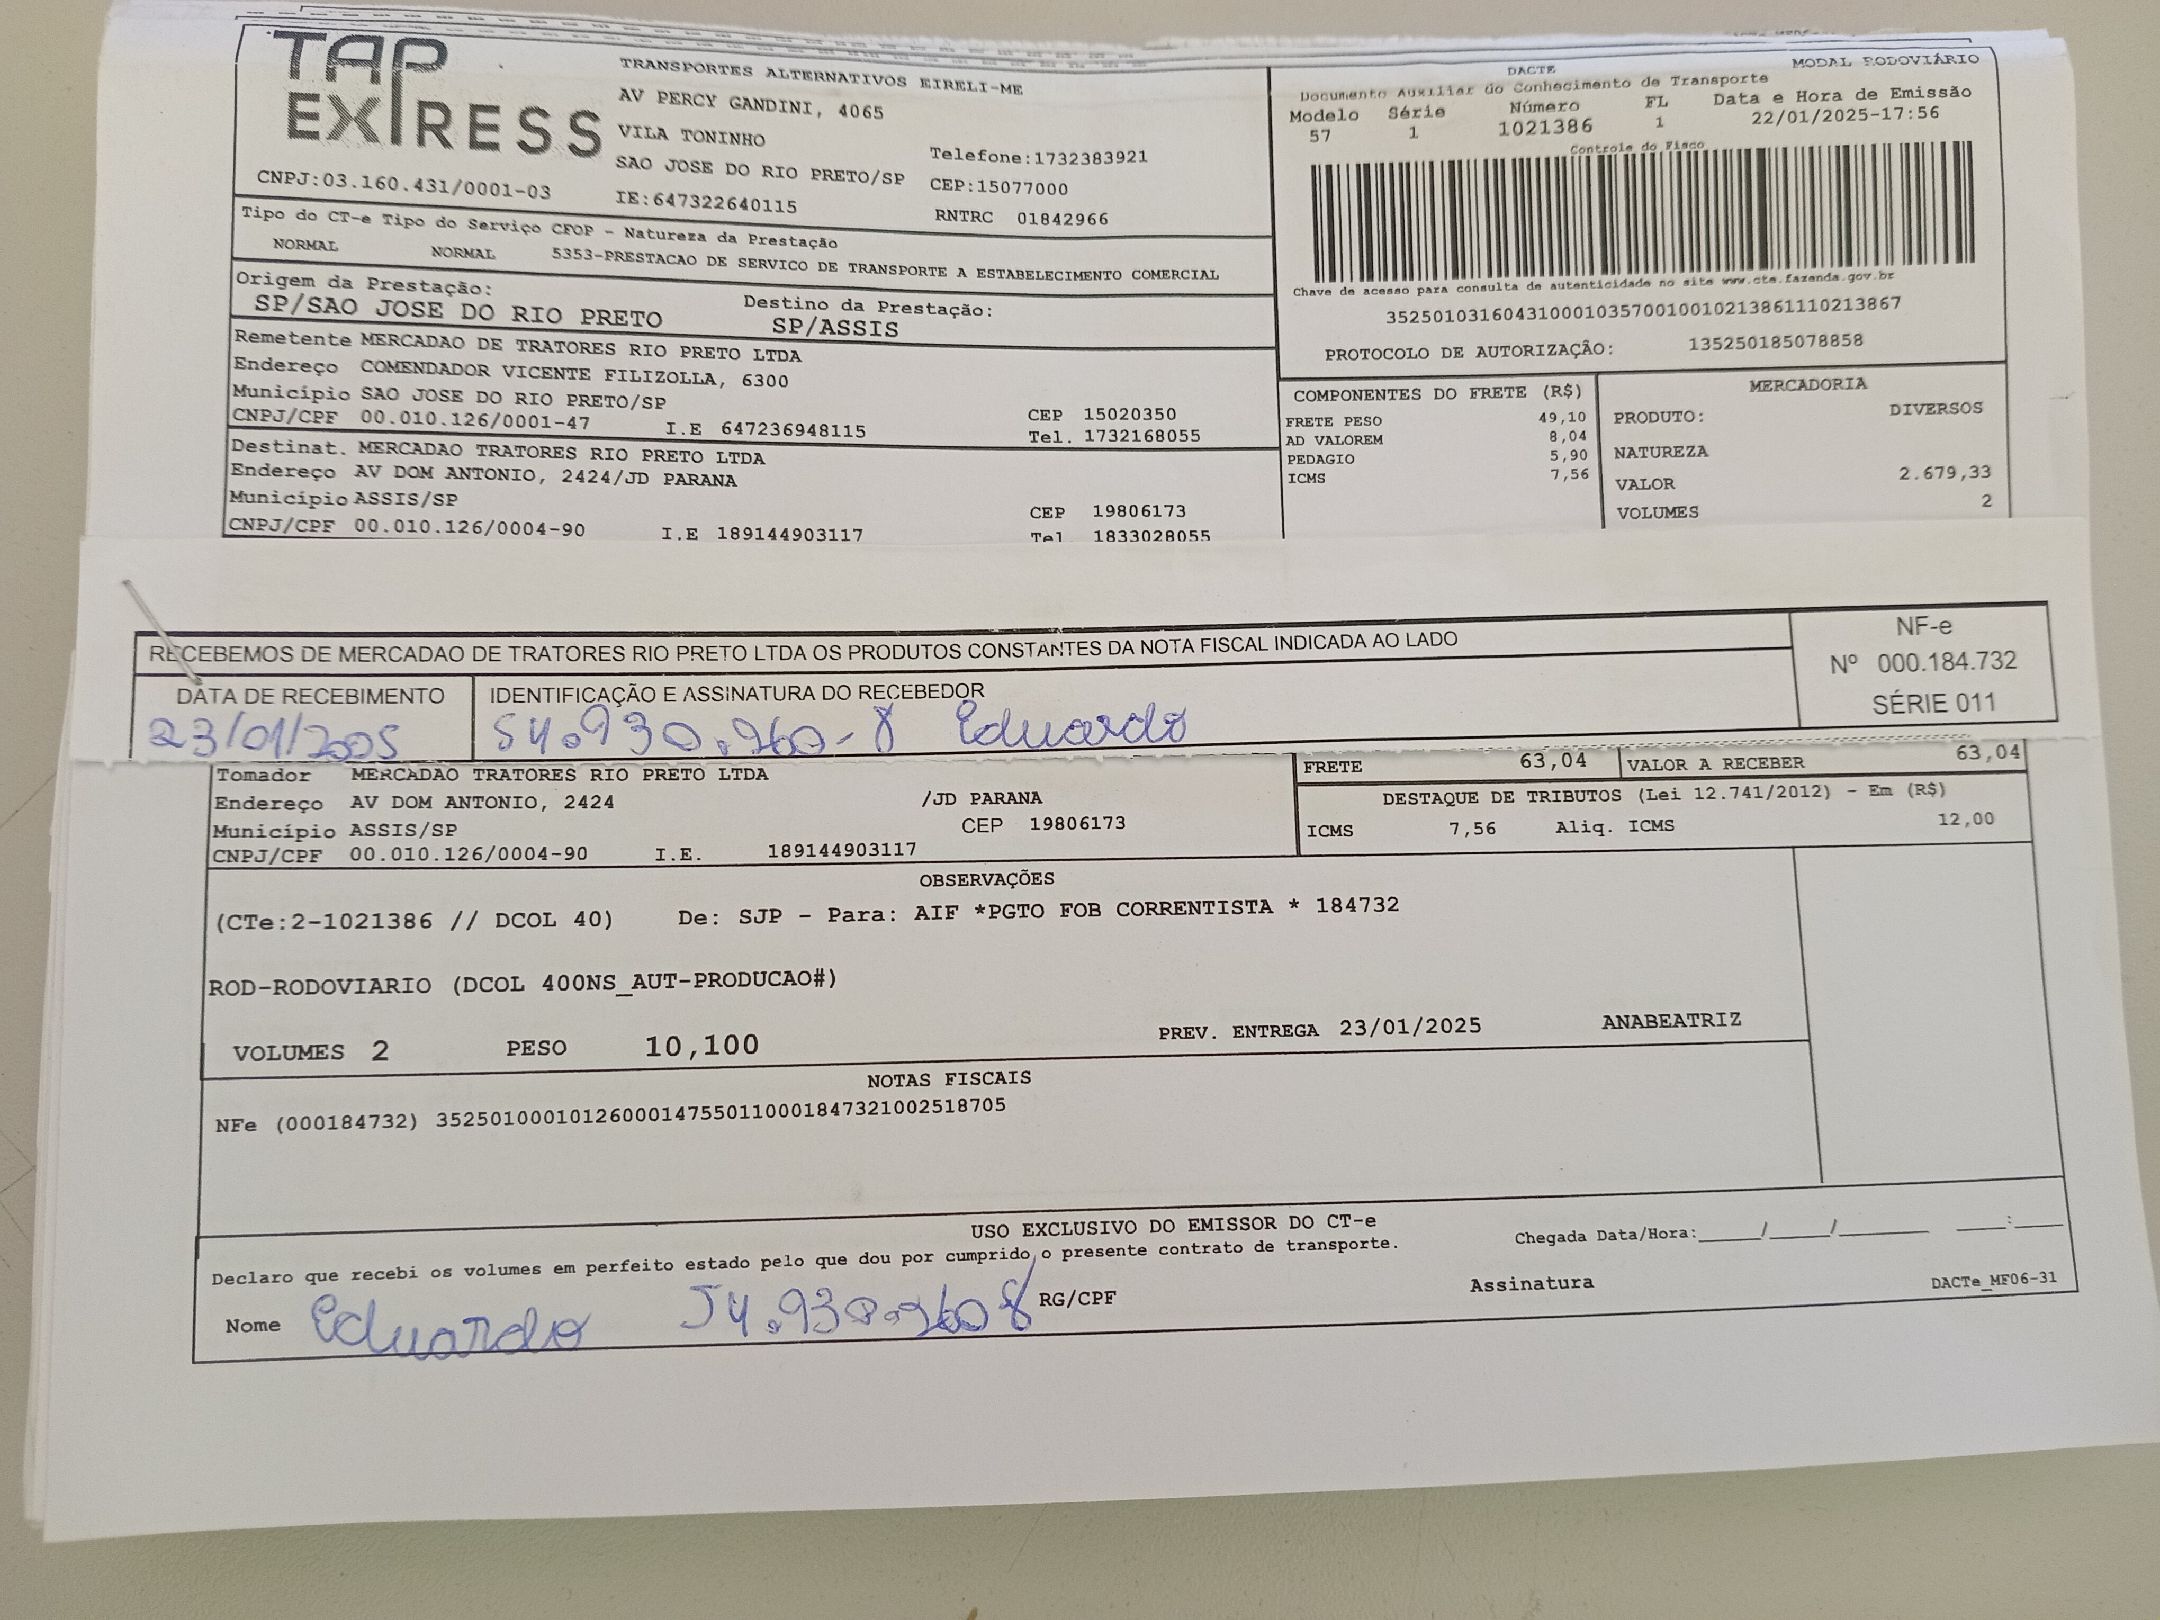 TAP
EXPRESS
TRANSPORTES ALTERNATIVOS EIRELI-ME
AV PERCY GANDINI, 4065
VILA TONINHO
SAO JOSE DO RIO PRETO/SP
Telefone:1732383921
CEP:15077000
CNPJ:03.160.431/0001-03
IE:647322640115
RNTRC 01842966
DACTE
MODAL RODOVIÁRIO
Documento Auxiliar do Conhecimento de Transporte
Modelo Série Número FL Data e Hora de Emissão
57 1 1021386 1 22/01/2025-17:56
Controle do Fisco
Chave de acesso para consulta de autenticidade no site www.cte.fazenda.gov.br
35250103160431000103570010010213861110213867
PROTOCOLO DE AUTORIZAÇÃO: 135250185078858
Tipo do CT-e Tipo do Serviço CFOP - Natureza da Prestação
NORMAL NORMAL 5353-PRESTACAO DE SERVICO DE TRANSPORTE A ESTABELECIMENTO COMERCIAL
Origem da Prestação: Destino da Prestação:
SP/SAO JOSE DO RIO PRETO SP/ASSIS
Remetente MERCADAO DE TRATORES RIO PRETO LTDA
Endereço COMENDADOR VICENTE FILIZOLLA, 6300
Município SAO JOSE DO RIO PRETO/SP CEP 15020350
CNPJ/CPF 00.010.126/0001-47 I.E 647236948115 Tel. 1732168055
Destinat. MERCADAO TRATORES RIO PRETO LTDA
Endereço AV DOM ANTONIO, 2424/JD PARANA
Município ASSIS/SP CEP 19806173
CNPJ/CPF 00.010.126/0004-90 I.E 189144903117 Tel 1833028055
COMPONENTES DO FRETE (R$)
FRETE PESO 49,10
AD VALOREM 8,04
PEDAGIO 5,90
ICMS 7,56
MERCADORIA
PRODUTO: DIVERSOS
NATUREZA
VALOR 2.679,33
VOLUMES 2
RECEBEMOS DE MERCADAO DE TRATORES RIO PRETO LTDA OS PRODUTOS CONSTANTES DA NOTA FISCAL INDICADA AO LADO
NF-e
Nº 000.184.732
SÉRIE 011
DATA DE RECEBIMENTO IDENTIFICAÇÃO E ASSINATURA DO RECEBEDOR
23/01/2005 54.930.960-8 Eduardo
Tomador MERCADAO TRATORES RIO PRETO LTDA
Endereço AV DOM ANTONIO, 2424 /JD PARANA
Município ASSIS/SP CEP 19806173
CNPJ/CPF 00.010.126/0004-90 I.E. 189144903117
FRETE 63,04 VALOR A RECEBER 63,04
DESTAQUE DE TRIBUTOS (Lei 12.741/2012) - Em (R$)
ICMS 7,56 Aliq. ICMS 12,00
OBSERVAÇÕES
(CTe:2-1021386 // DCOL 40) De: SJP - Para: AIF *PGTO FOB CORRENTISTA * 184732
ROD-RODOVIARIO (DCOL 400NS_AUT-PRODUCAO#)
VOLUMES 2 PESO 10,100 PREV. ENTREGA 23/01/2025 ANABEATRIZ
NOTAS FISCAIS
NFe (000184732) 35250100010126000147550110001847321002518705
USO EXCLUSIVO DO EMISSOR DO CT-e
Declaro que recebi os volumes em perfeito estado pelo que dou por cumprido o presente contrato de transporte.
Chegada Data/Hora:_____/_____/________ ____:____
Nome Eduardo 54.930.960 8 RG/CPF Assinatura
DACTe_MF06-31